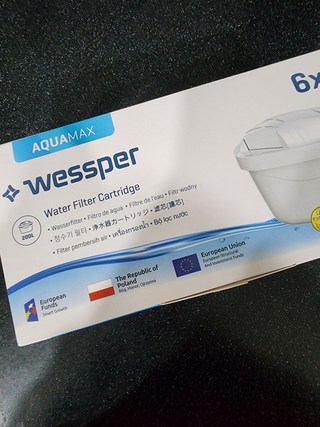 AQUAMAX
6x
wessper
Water Filter Cartridge
200L
• Wasserfilter • Filtro de agua • Filtre de l'eau • Filtr wodny
• 정수기 필터 • 浄水器カートリッジ • 滤芯(濾芯)
• Filter pembersih air • เครื่องกรองน้ำ • Bộ lọc nước
European
Funds
Smart Growth
The Republic of
Poland
European Union
European Structural
And Investment Funds